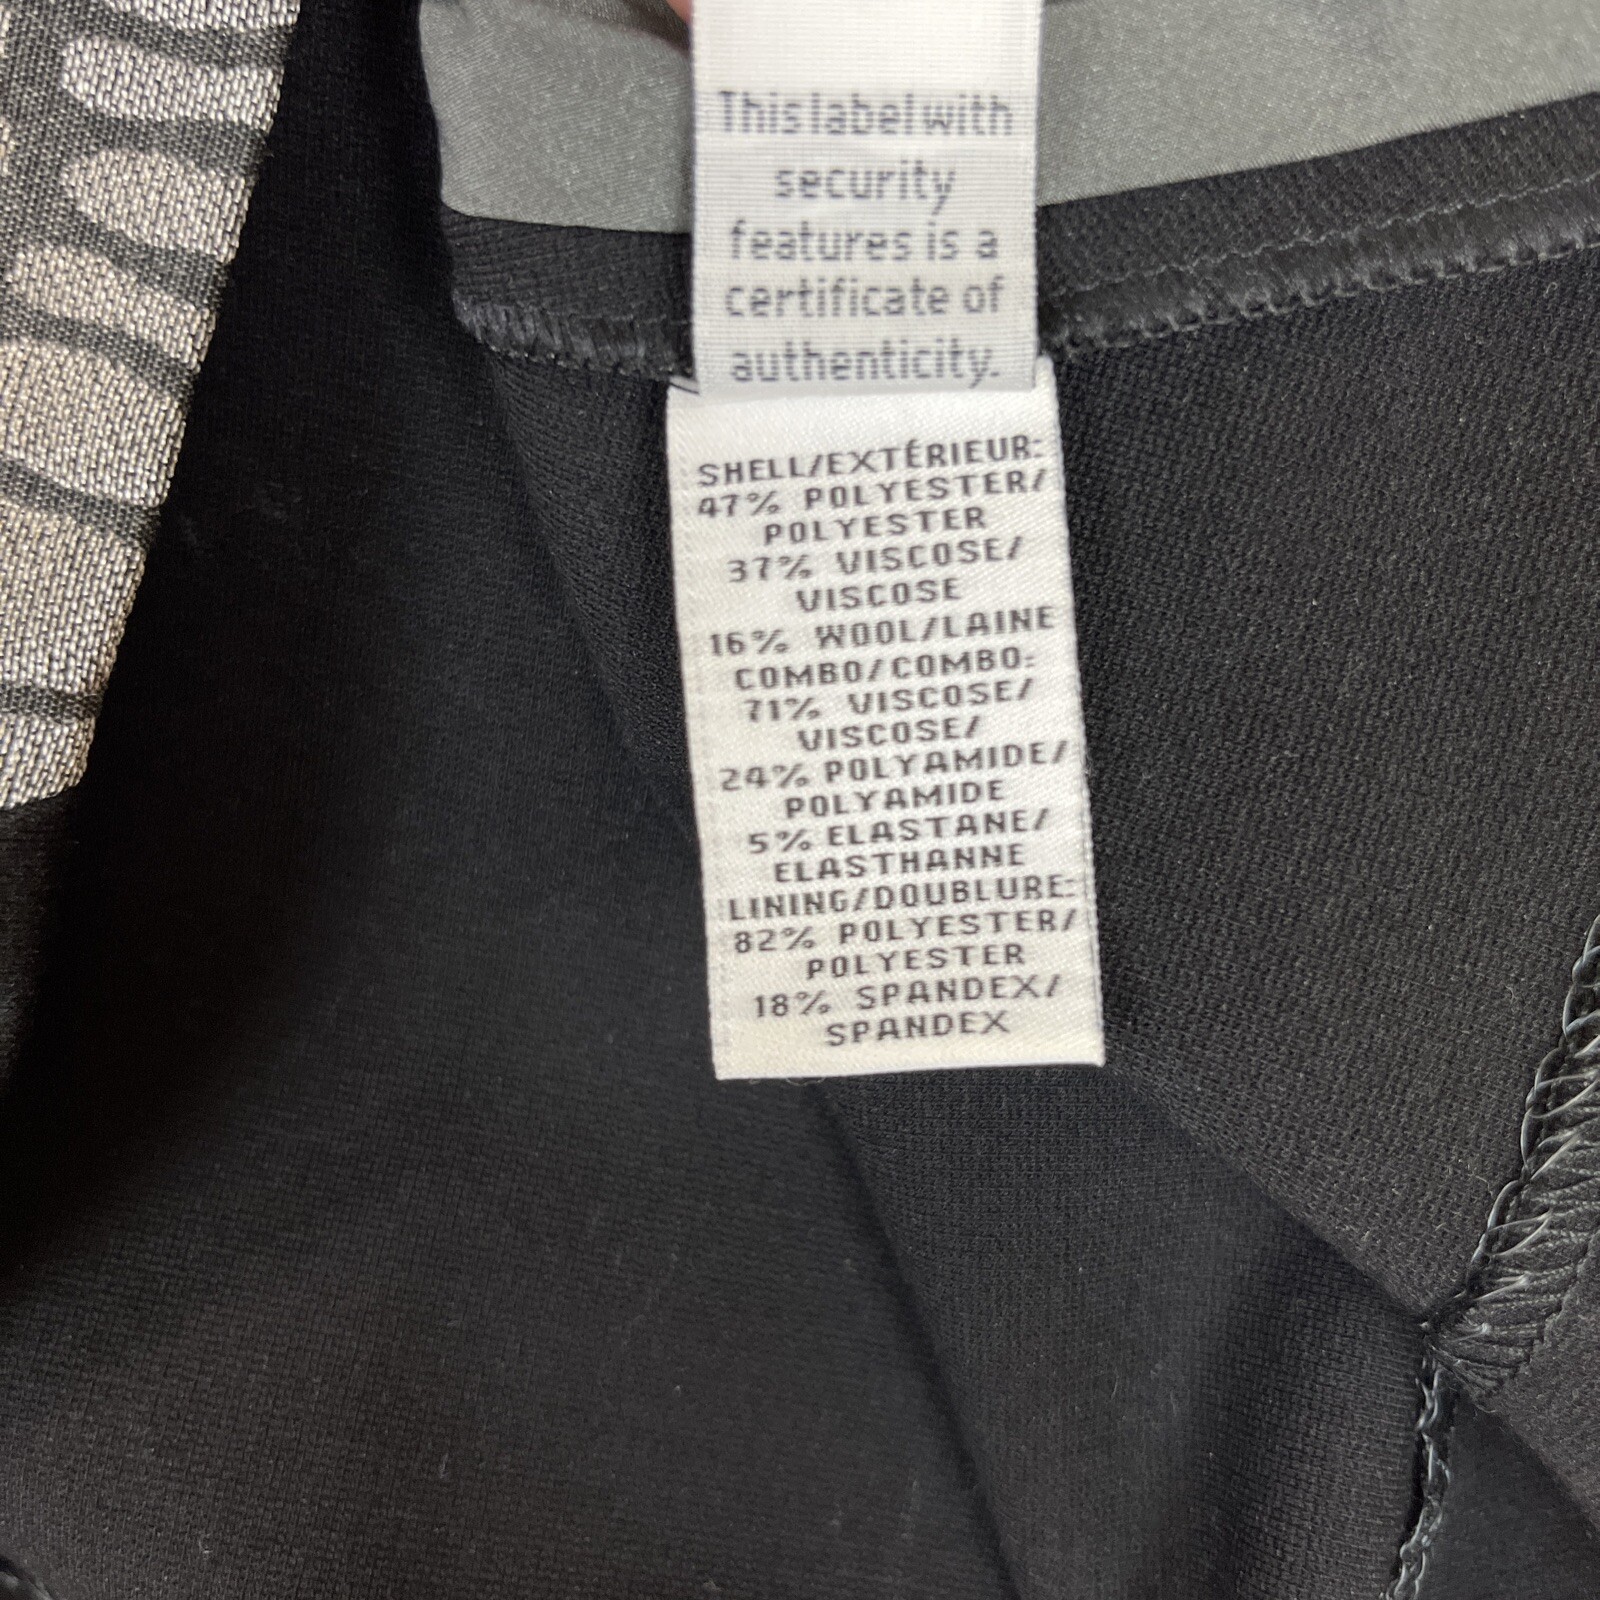 This label with
security
features is a
certificate of
authenticity.
SHELL/EXTÉRIEUR:
47% POLYESTER/
POLYESTER
37% VISCOSE/
VISCOSE
16% WOOL/LAINE
COMBO/COMBO:
71% VISCOSE/
VISCOSE/
24% POLYAMIDE/
POLYAMIDE
5% ELASTANE/
ELASTHANNE
LINING/DOUBLURE:
82% POLYESTER/
POLYESTER
18% SPANDEX/
SPANDEX